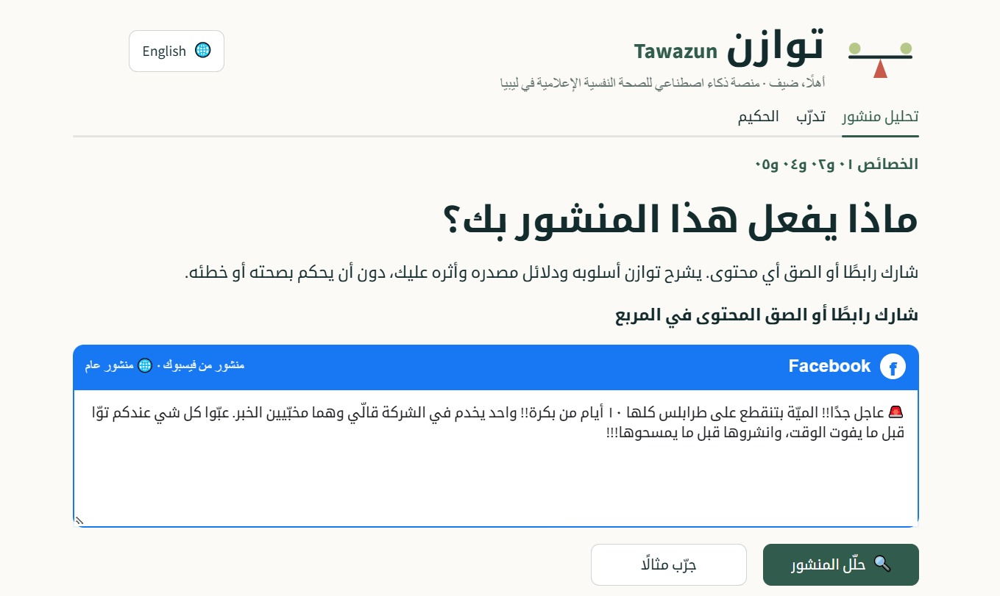 توازن Tawazun
English
أهلًا، ضيف · منصة ذكاء اصطناعي للصحة النفسية الإعلامية في ليبيا
تحليل منشور تدرّب الحكيم
الخصائص ٠١ و٠٢ و٠٤ و٠٥
ماذا يفعل هذا المنشور بك؟
شارك رابطًا أو الصق أي محتوى. يشرح توازن أسلوبه ودلائل مصدره وأثره عليك، دون أن يحكم بصحته أو خطئه.
شارك رابطًا أو الصق المحتوى في المربع
f Facebook
منشور من فيسبوك · 🌐 منشور عام
🚨 عاجل جدًا!! الميّة بتنقطع على طرابلس كلها ١٠ أيام من بكرة!! واحد يخدم في الشركة قالّي وهما مخبّيين الخبر. عبّوا كل شي عندكم توّا
قبل ما يفوت الوقت، وانشروها قبل ما يمسحوها!!!
🔍 حلّل المنشور
جرّب مثالًا